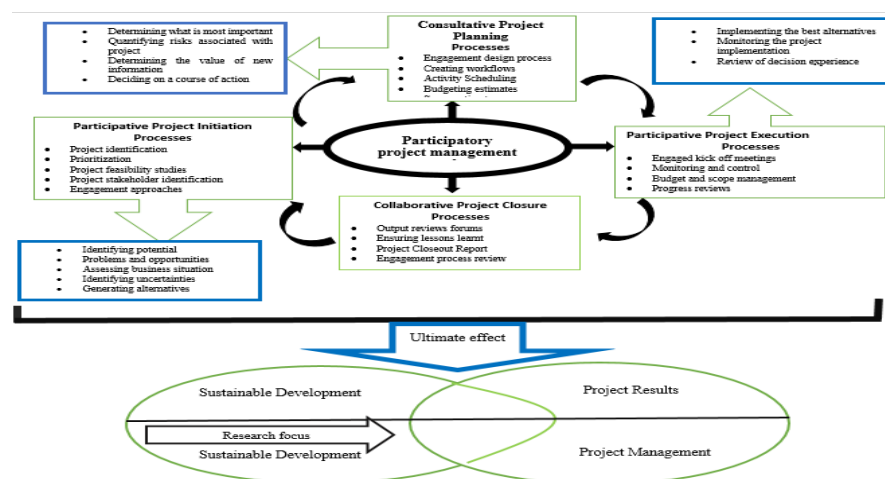 Determining what is most important
Quantifying risks associated with
project
Determining the value of new
information
Deciding on a course of action
Consultative Project
Planning
Processes
Engagement design process
Creating workflows
Activity Scheduling
Budgeting estimates
Implementing the best alternatives
Monitoring the project
implementation
Review of decision experience
Participative Project Initiation
Processes
Project identification
Prioritization
Project feasibility studies
Project stakeholder identification
Engagement approaches
Participatory
project management
Participative Project Execution
Processes
Engaged kick off meetings
Monitoring and control
Budget and scope management
Progress reviews
Collaborative Project Closure
Processes
Output reviews forums
Ensuring lessons learnt
Project Closeout Report
Engagement process review
Identifying potential
Problems and opportunities
Assessing business situation
Identifying uncertainties
Generating alternatives
Ultimate effect
Sustainable Development
Project Results
Research focus
Sustainable Development
Project Management